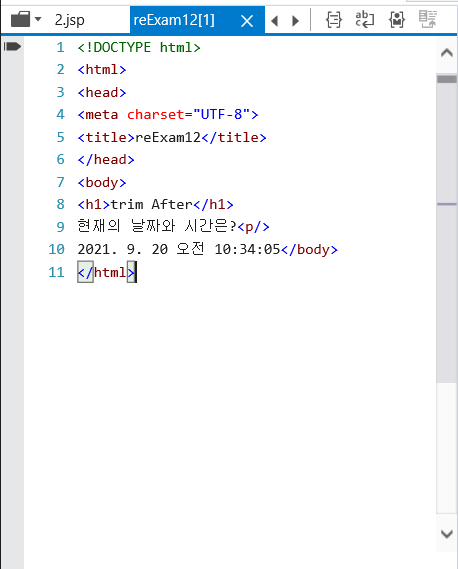 2.jsp reExam12[1]
1 <!DOCTYPE html>
2 <html>
3 <head>
4 <meta charset="UTF-8">
5 <title>reExam12</title>
6 </head>
7 <body>
8 <h1>trim After</h1>
9 현재의 날짜와 시간은?<p/>
10 2021. 9. 20 오전 10:34:05</body>
11 </html>